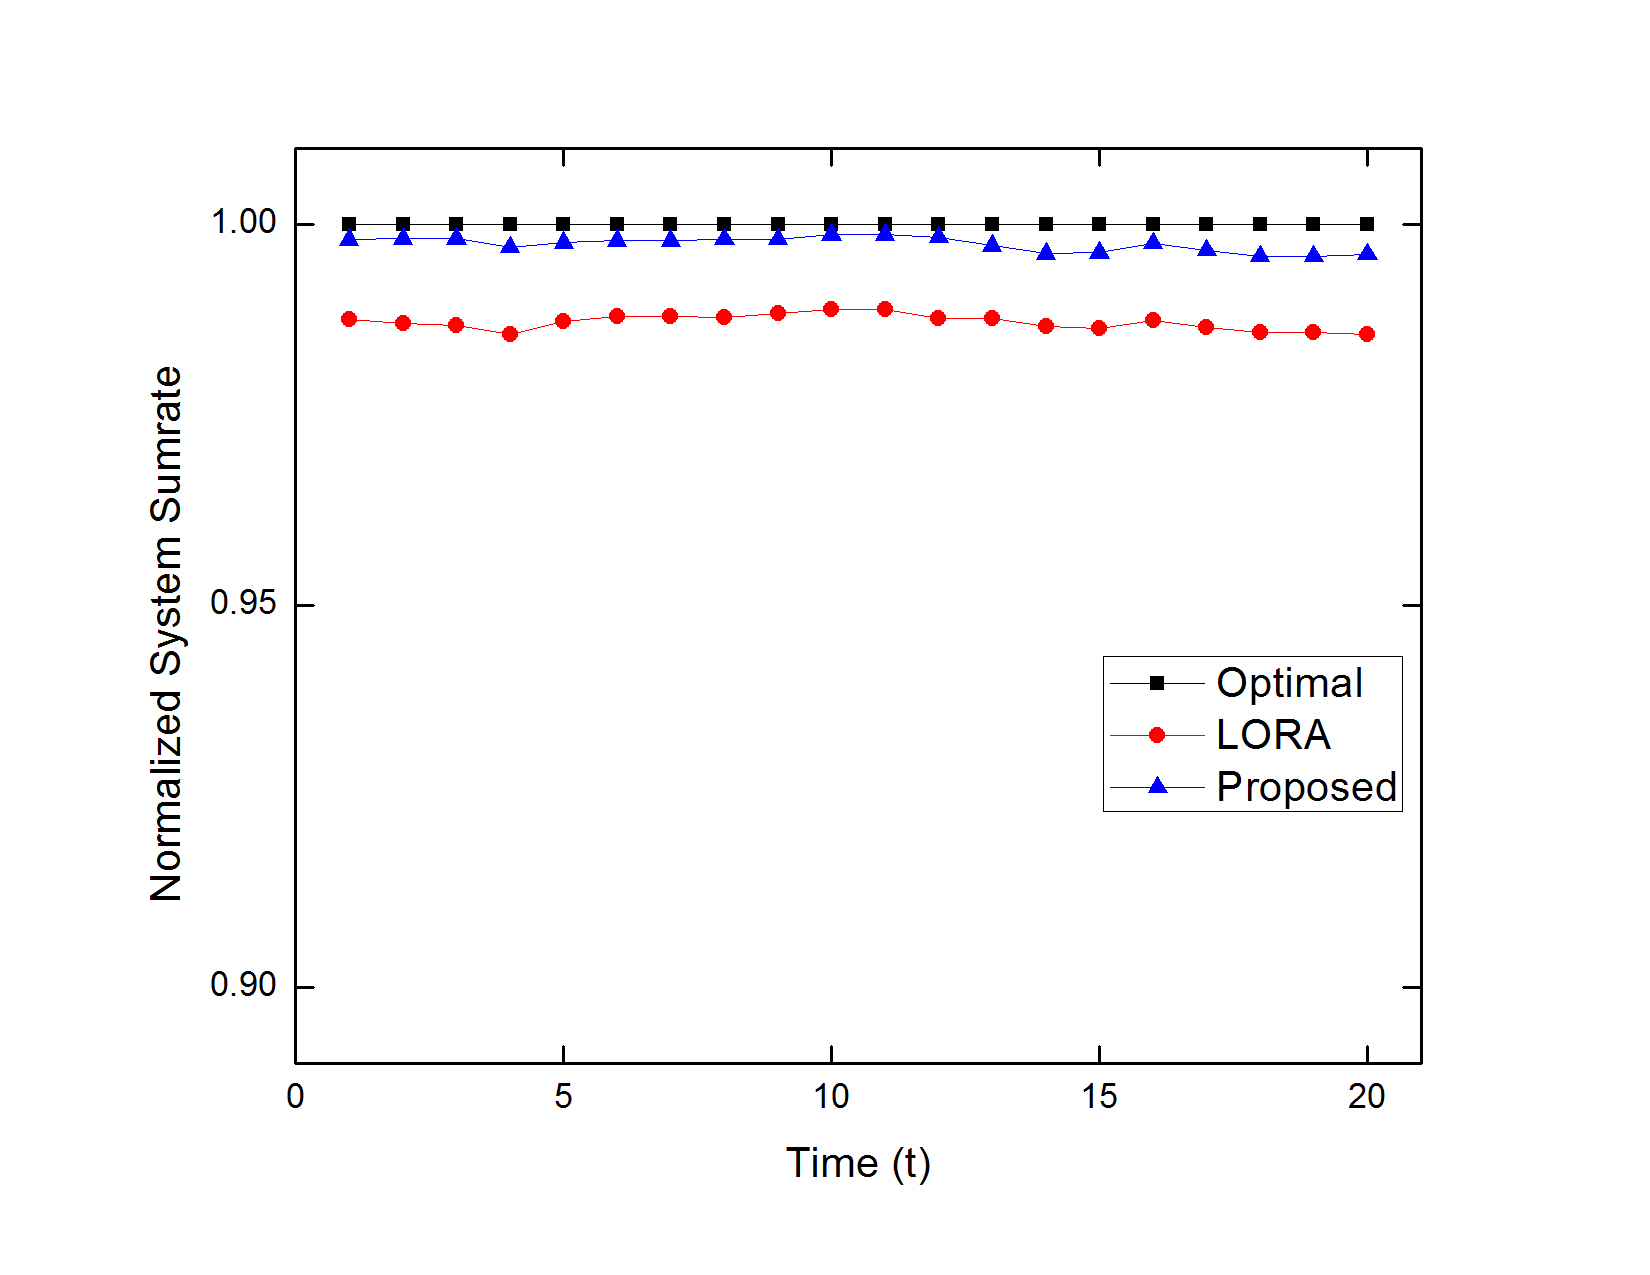 Normalized System Sumrate
1.00
0.95
0.90
Optimal
LORA
Proposed
0 5 10 15 20
Time (t)